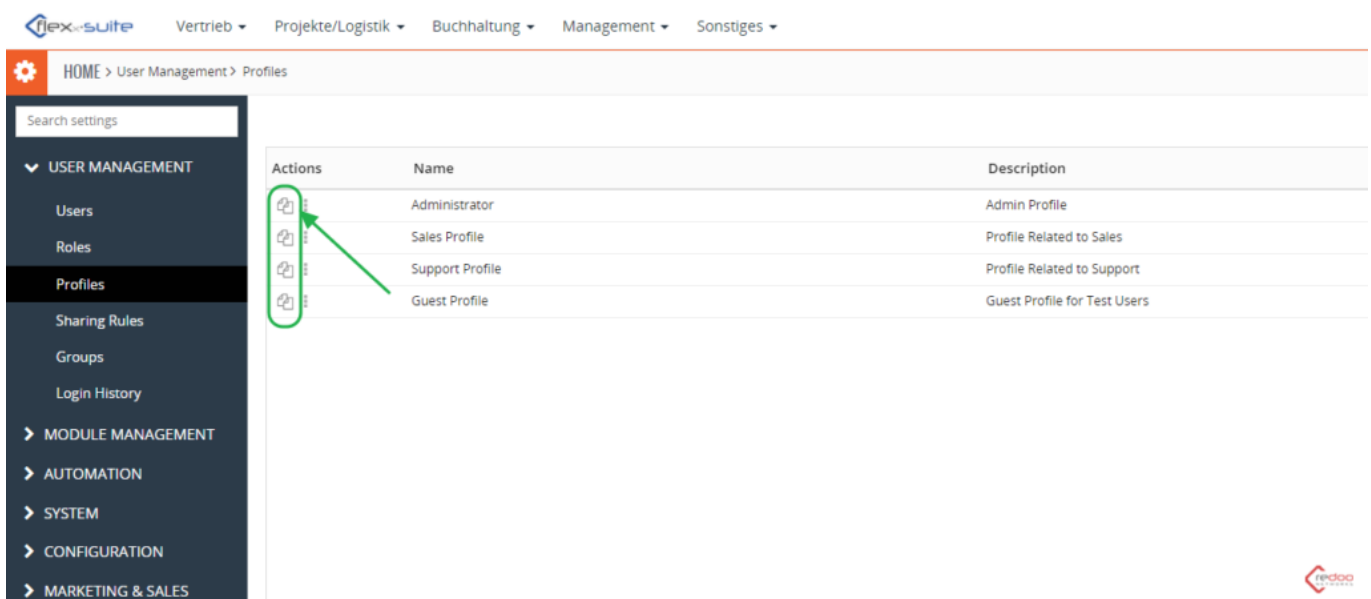 flexx-suite Vertrieb Projekte/Logistik Buchhaltung Management Sonstiges
HOME > User Management > Profiles
Search settings
USER MANAGEMENT
Users
Roles
Profiles
Sharing Rules
Groups
Login History
MODULE MANAGEMENT
AUTOMATION
SYSTEM
CONFIGURATION
MARKETING & SALES
Actions Name Description
Administrator Admin Profile
Sales Profile Profile Related to Sales
Support Profile Profile Related to Support
Guest Profile Guest Profile for Test Users
redoo
NETWORKS